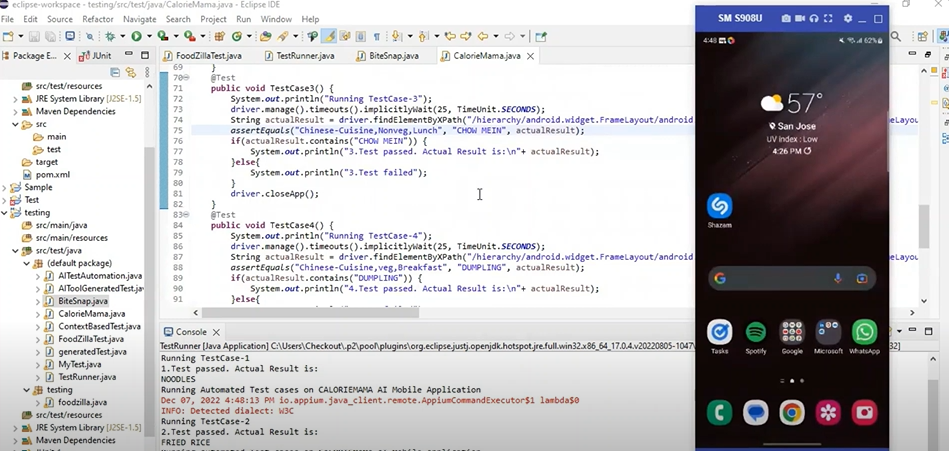 eclipse-workspace - testing/src/test/java/CalorieMama.java - Eclipse IDE
File Edit Source Refactor Navigate Search Project Run Window Help
Package E... JUnit
FoodZillaTest.java TestRunner.java BiteSnap.java CalorieMama.java
src/test/resources
JRE System Library [J2SE-1.5]
Maven Dependencies
src
main
test
target
pom.xml
Sample
Test
testing
src/main/java
src/main/resources
src/test/java
(default package)
AITestAutomation.java
AIToolGeneratedTest.java
BiteSnap.java
CalorieMama.java
ContextBasedTest.java
FoodZillaTest.java
generatedTest.java
MyTest.java
TestRunner.java
testing
foodzilla.java
src/test/resources
JRE System Library [J2SE-1.5]
Maven Dependencies
69 }
70 @Test
71 public void TestCase3() {
72 System.out.println("Running TestCase-3");
73 driver.manage().timeouts().implicitlyWait(25, TimeUnit.SECONDS);
74 String actualResult = driver.findElementByXPath("/hierarchy/android.widget.FrameLayout/android
75 assertEquals("Chinese-Cuisine,Nonveg,Lunch", "CHOW MEIN", actualResult);
76 if(actualResult.contains("CHOW MEIN")) {
77 System.out.println("3.Test passed. Actual Result is:\n"+ actualResult);
78 }else{
79 System.out.println("3.Test failed");
80 }
81 driver.closeApp();
82 }
83 @Test
84 public void TestCase4() {
85 System.out.println("Running TestCase-4");
86 driver.manage().timeouts().implicitlyWait(25, TimeUnit.SECONDS);
87 String actualResult = driver.findElementByXPath("/hierarchy/android.widget.FrameLayout/android
88 assertEquals("Chinese-Cuisine,veg,Breakfast", "DUMPLING", actualResult);
89 if(actualResult.contains("DUMPLING")) {
90 System.out.println("4.Test passed. Actual Result is:\n"+ actualResult);
91 }else{
Console
TestRunner [Java Application] C:\Users\Checkout\.p2\pool\plugins\org.eclipse.justj.openjdk.hotspot.jre.full.win32.x86_64_17.0.4.v20220805-1047\
Running TestCase-1
1.Test passed. Actual Result is:
NOODLES
Running Automated Test cases on CALORIEMAMA AI Mobile Application
Dec 07, 2022 4:48:13 PM io.appium.java_client.remote.AppiumCommandExecutor$1 lambda$0
INFO: Detected dialect: W3C
Running TestCase-2
2.Test passed. Actual Result is:
FRIED RICE
SM S908U
4:48
62%
57°
San Jose
UV Index : Low
4:26 PM
Shazam
Tasks Spotify Google Microsoft WhatsApp